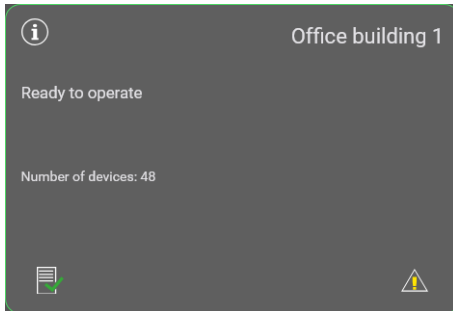 Office building 1
Ready to operate
Number of devices: 48